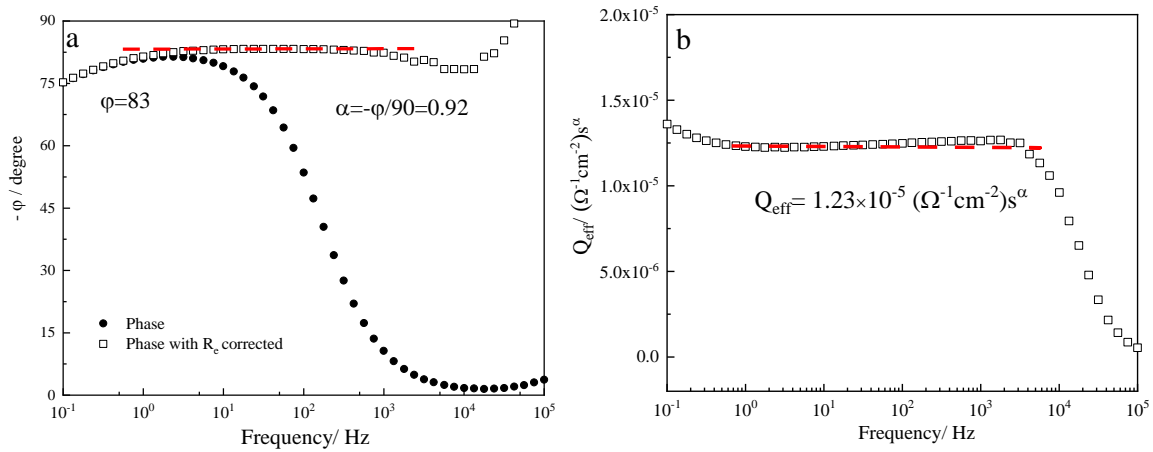 a
90
75
60
45
30
15
0
- φ / degree
φ=83
α=-φ/90=0.92
Phase
Phase with Re corrected
10-1
100
101
102
103
104
105
Frequency/ Hz
b
2.0x10-5
1.5x10-5
1.0x10-5
5.0x10-6
0.0
Qeff/ (Ω-1cm-2)sα
Qeff= 1.23×10-5 (Ω-1cm-2)sα
10-1
100
101
102
103
104
105
Frequency/ Hz